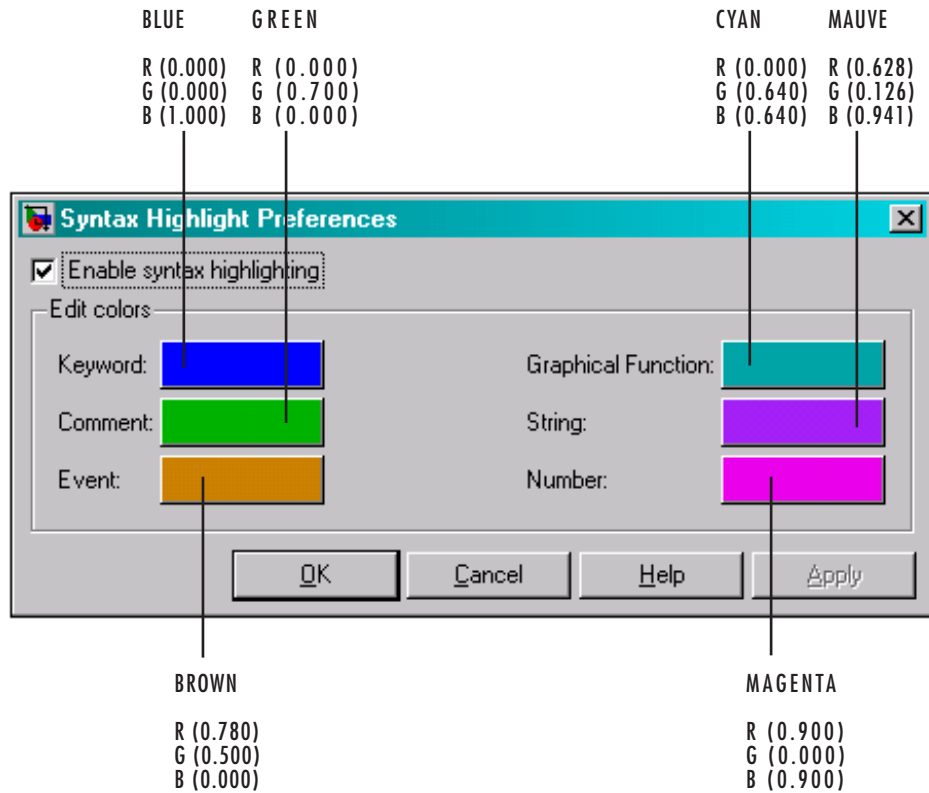 BLUE GREEN CYAN MAUVE
R (0.000) R (0.000) R (0.000) R (0.628)
G (0.000) G (0.700) G (0.640) G (0.126)
B (1.000) B (0.000) B (0.640) B (0.941)
Syntax Highlight Preferences
Enable syntax highlighting
Edit colors
Keyword: Graphical Function:
Comment: String:
Event: Number:
OK Cancel Help Apply
BROWN MAGENTA
R (0.780) R (0.900)
G (0.500) G (0.000)
B (0.000) B (0.900)